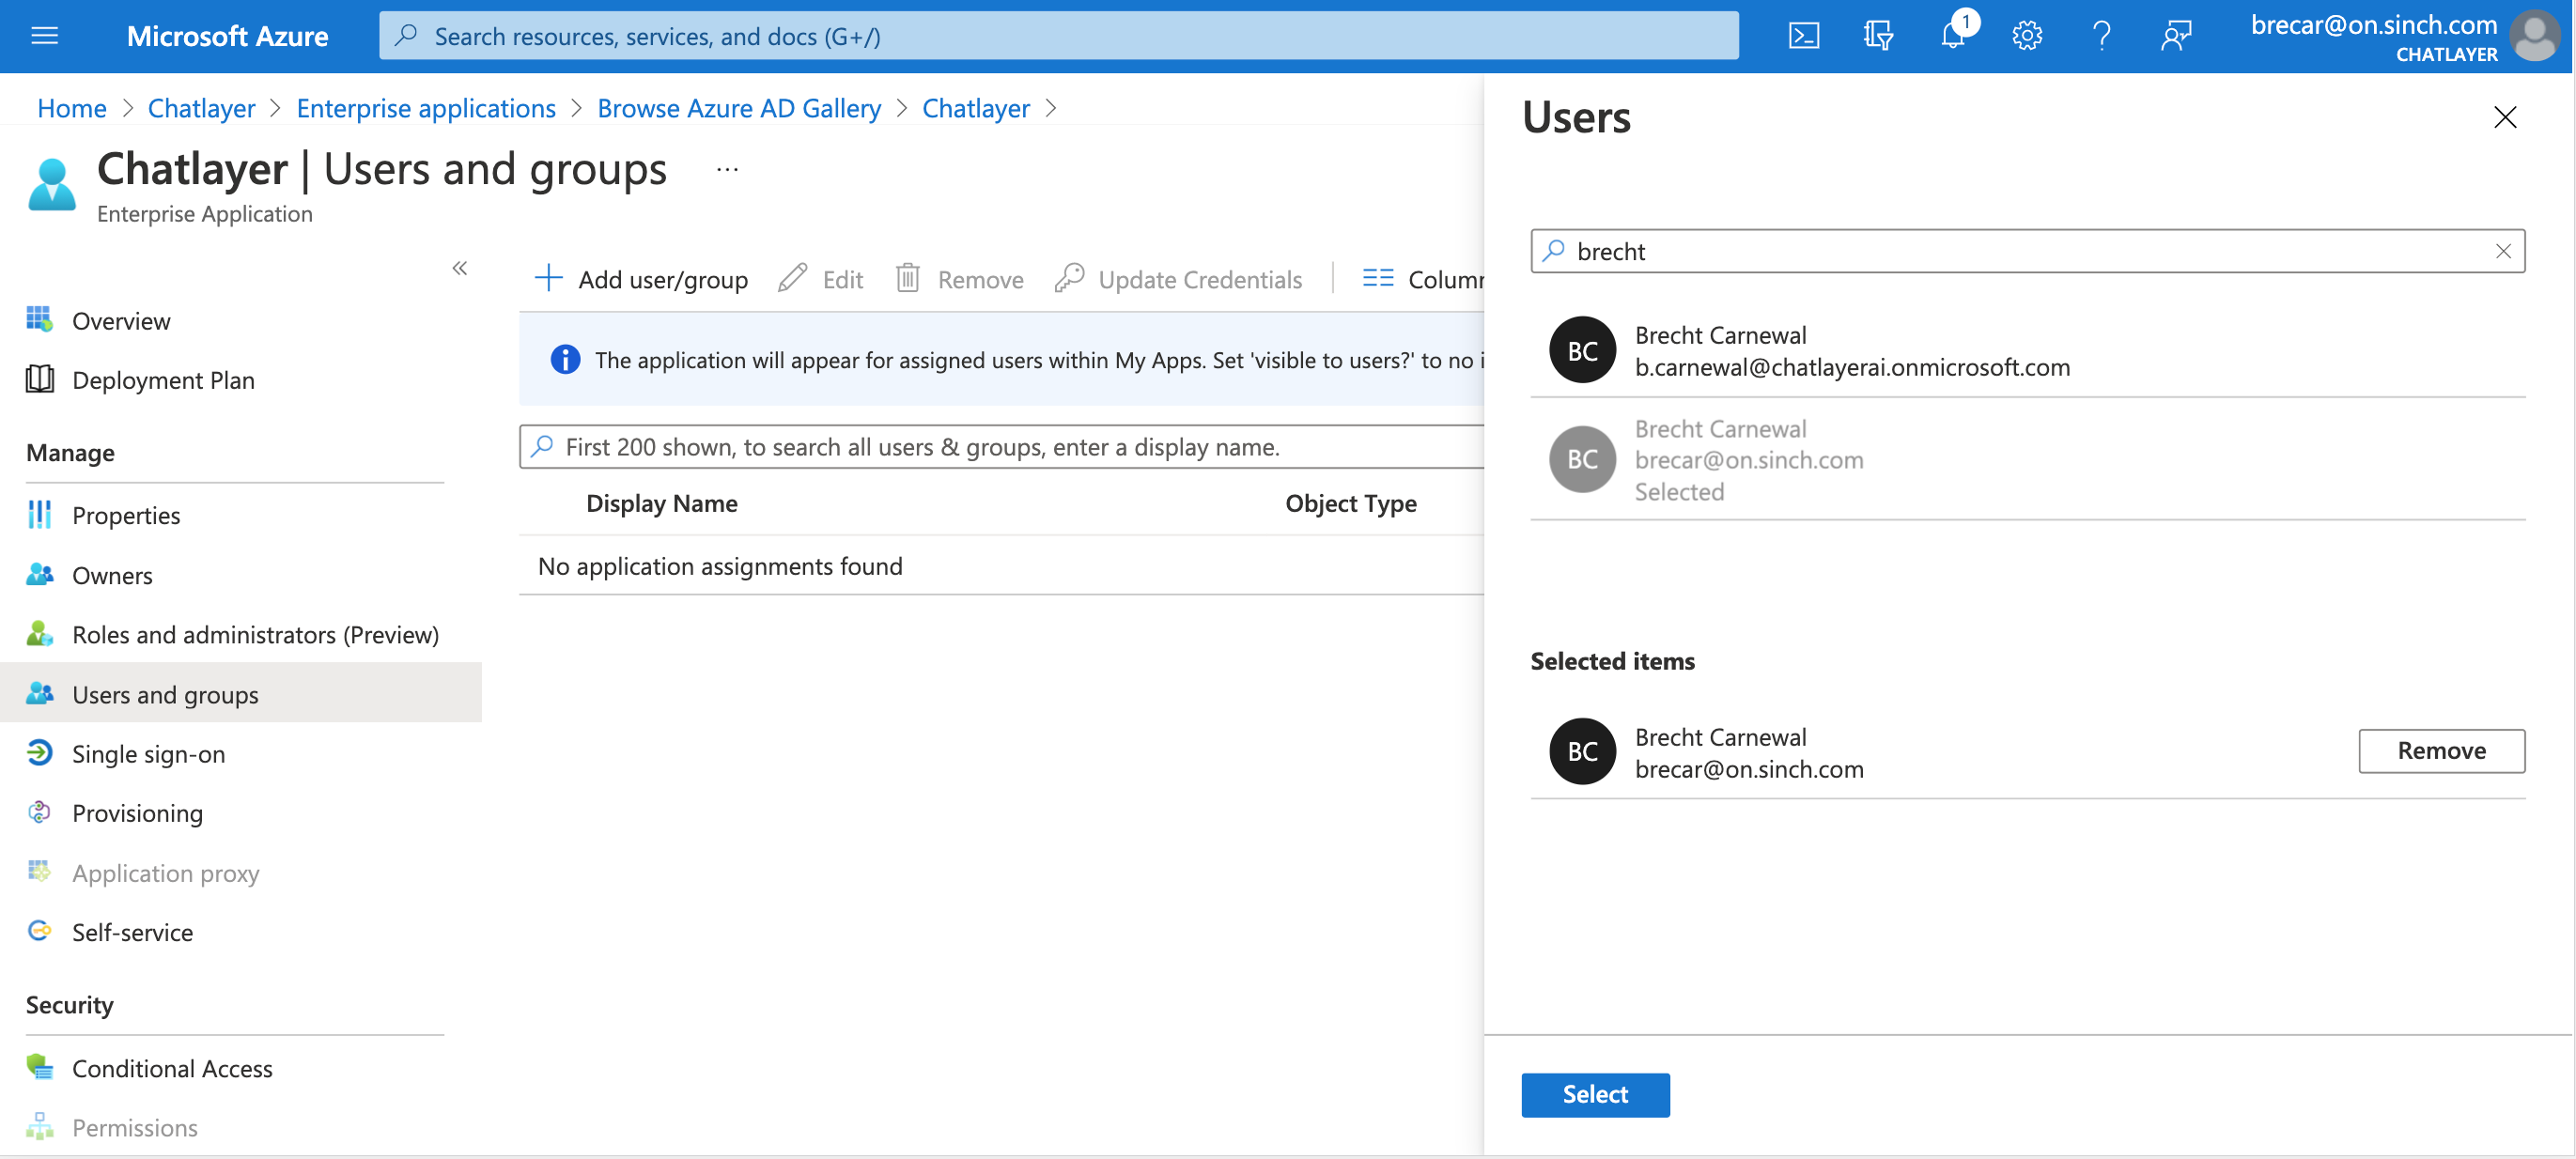 Microsoft Azure
Search resources, services, and docs (G+/)
1
brecar@on.sinch.com
CHATLAYER
Home > Chatlayer > Enterprise applications > Browse Azure AD Gallery > Chatlayer >
Chatlayer | Users and groups ...
Enterprise Application
«
Overview
Deployment Plan
Manage
Properties
Owners
Roles and administrators (Preview)
Users and groups
Single sign-on
Provisioning
Application proxy
Self-service
Security
Conditional Access
Permissions
+ Add user/group Edit Remove Update Credentials | Column
The application will appear for assigned users within My Apps. Set 'visible to users?' to no i
First 200 shown, to search all users & groups, enter a display name.
Display Name Object Type
No application assignments found
Users
brecht
BC
Brecht Carnewal
b.carnewal@chatlayerai.onmicrosoft.com
BC
Brecht Carnewal
brecar@on.sinch.com
Selected
Selected items
BC
Brecht Carnewal
brecar@on.sinch.com
Remove
Select